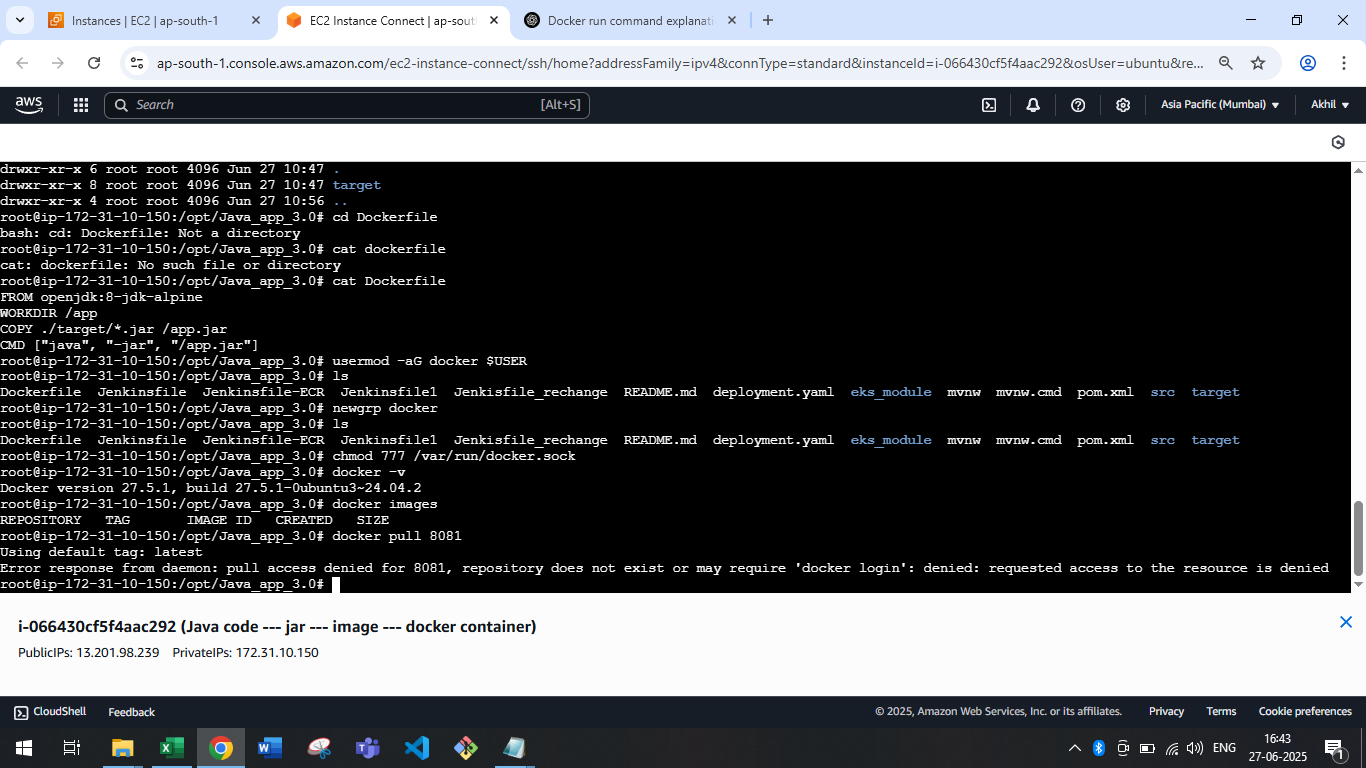 Instances | EC2 | ap-south-1
EC2 Instance Connect | ap-sout
Docker run command explanati
ap-south-1.console.aws.amazon.com/ec2-instance-connect/ssh/home?addressFamily=ipv4&connType=standard&instanceId=i-066430cf5f4aac292&osUser=ubuntu&re...
aws
Search
[Alt+S]
Asia Pacific (Mumbai)
Akhil
drwxr-xr-x 6 root root 4096 Jun 27 10:47 .
drwxr-xr-x 8 root root 4096 Jun 27 10:47 target
drwxr-xr-x 4 root root 4096 Jun 27 10:56 ..
root@ip-172-31-10-150:/opt/Java_app_3.0# cd Dockerfile
bash: cd: Dockerfile: Not a directory
root@ip-172-31-10-150:/opt/Java_app_3.0# cat dockerfile
cat: dockerfile: No such file or directory
root@ip-172-31-10-150:/opt/Java_app_3.0# cat Dockerfile
FROM openjdk:8-jdk-alpine
WORKDIR /app
COPY ./target/*.jar /app.jar
CMD ["java", "-jar", "/app.jar"]
root@ip-172-31-10-150:/opt/Java_app_3.0# usermod -aG docker $USER
root@ip-172-31-10-150:/opt/Java_app_3.0# ls
Dockerfile  Jenkinsfile  Jenkinsfile-ECR  Jenkinsfile1  Jenkisfile_rechange  README.md  deployment.yaml  eks_module  mvnw  mvnw.cmd  pom.xml  src  target
root@ip-172-31-10-150:/opt/Java_app_3.0# newgrp docker
root@ip-172-31-10-150:/opt/Java_app_3.0# ls
Dockerfile  Jenkinsfile  Jenkinsfile-ECR  Jenkinsfile1  Jenkisfile_rechange  README.md  deployment.yaml  eks_module  mvnw  mvnw.cmd  pom.xml  src  target
root@ip-172-31-10-150:/opt/Java_app_3.0# chmod 777 /var/run/docker.sock
root@ip-172-31-10-150:/opt/Java_app_3.0# docker -v
Docker version 27.5.1, build 27.5.1-0ubuntu3~24.04.2
root@ip-172-31-10-150:/opt/Java_app_3.0# docker images
REPOSITORY   TAG       IMAGE ID   CREATED   SIZE
root@ip-172-31-10-150:/opt/Java_app_3.0# docker pull 8081
Using default tag: latest
Error response from daemon: pull access denied for 8081, repository does not exist or may require 'docker login': denied: requested access to the resource is denied
root@ip-172-31-10-150:/opt/Java_app_3.0#
i-066430cf5f4aac292 (Java code --- jar --- image --- docker container)
PublicIPs: 13.201.98.239    PrivateIPs: 172.31.10.150
CloudShell
Feedback
© 2025, Amazon Web Services, Inc. or its affiliates.
Privacy
Terms
Cookie preferences
ENG
16:43
27-06-2025
1